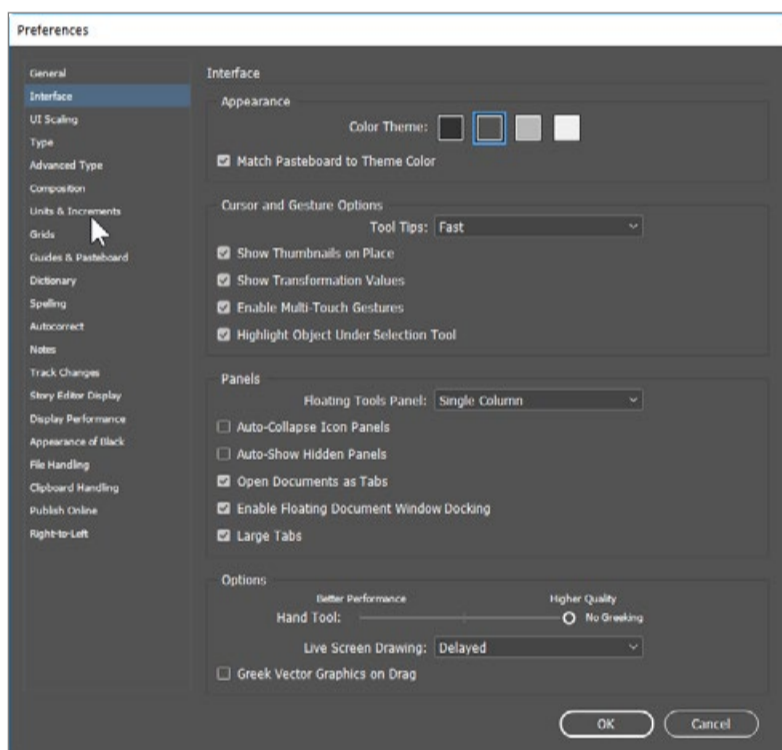 Preferences
General
Interface
UI Scaling
Type
Advanced Type
Composition
Units & Increments
Grids
Guides & Pasteboard
Dictionary
Spelling
Autocorrect
Notes
Track Changes
Story Editor Display
Display Performance
Appearance of Black
File Handling
Clipboard Handling
Publish Online
Right-to-Left
Interface
Appearance
Color Theme:
Match Pasteboard to Theme Color
Cursor and Gesture Options
Tool Tips: Fast
Show Thumbnails on Place
Show Transformation Values
Enable Multi-Touch Gestures
Highlight Object Under Selection Tool
Panels
Floating Tools Panel: Single Column
Auto-Collapse Icon Panels
Auto-Show Hidden Panels
Open Documents as Tabs
Enable Floating Document Window Docking
Large Tabs
Options
Better Performance Higher Quality
Hand Tool: No Greeking
Live Screen Drawing: Delayed
Greek Vector Graphics on Drag
OK Cancel